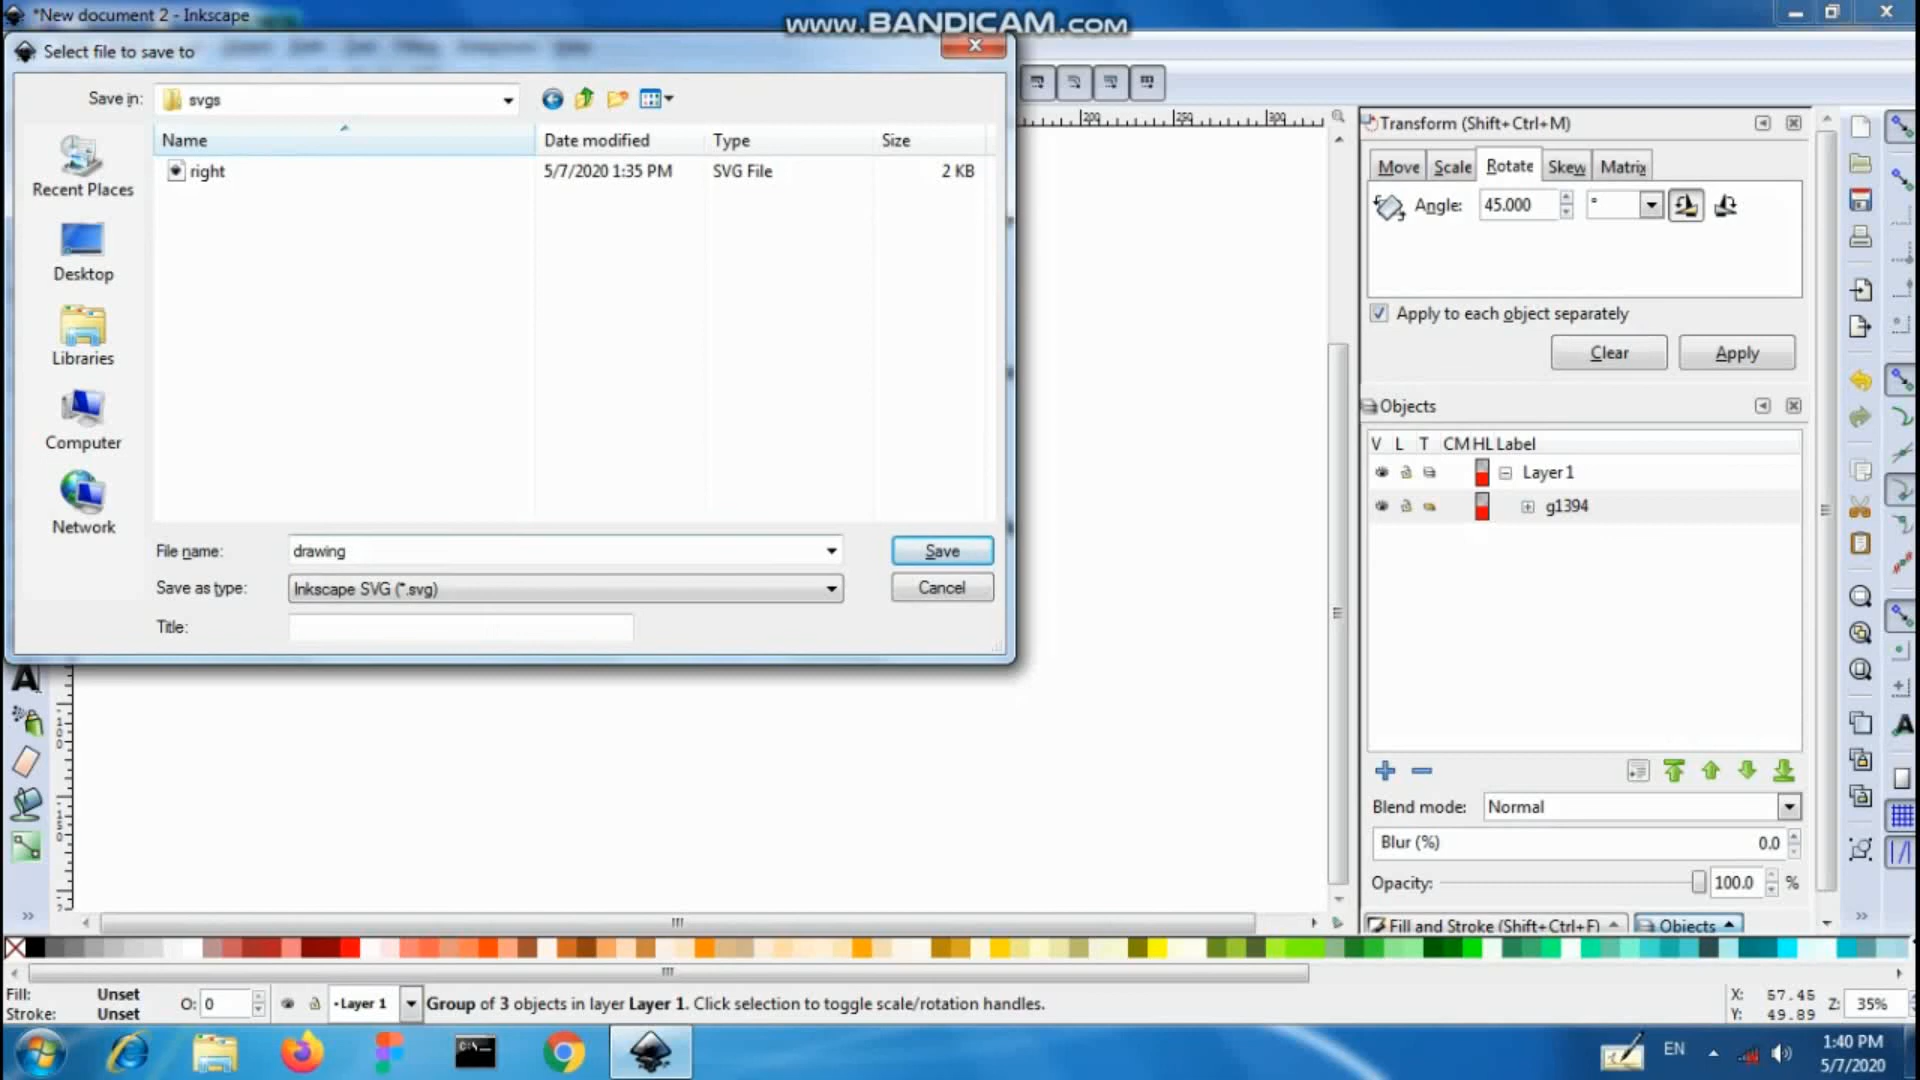 *New document 2 - Inkscape
www.BANDICAM.com
Select file to save to
Save in:
svgs
Name
Date modified
Type
Size
right
5/7/2020 1:35 PM
SVG File
2 KB
Recent Places
Desktop
Libraries
Computer
Network
File name:
drawing
Save
Save as type:
Inkscape SVG (*.svg)
Cancel
Title:
200
250
300
Transform (Shift+Ctrl+M)
Move
Scale
Rotate
Skew
Matrix
Angle:
45.000
°
Apply to each object separately
Clear
Apply
Objects
V L T CM HL Label
Layer 1
g1394
Blend mode:
Normal
Blur (%)
0.0
Opacity:
100.0
%
Fill and Stroke (Shift+Ctrl+F)
Objects
100
150
Fill:
Unset
Stroke:
Unset
O:
0
•Layer 1
Group of 3 objects in layer Layer 1. Click selection to toggle scale/rotation handles.
X: 57.45
Y: 49.89
Z:
35%
C:\
EN
1:40 PM
5/7/2020